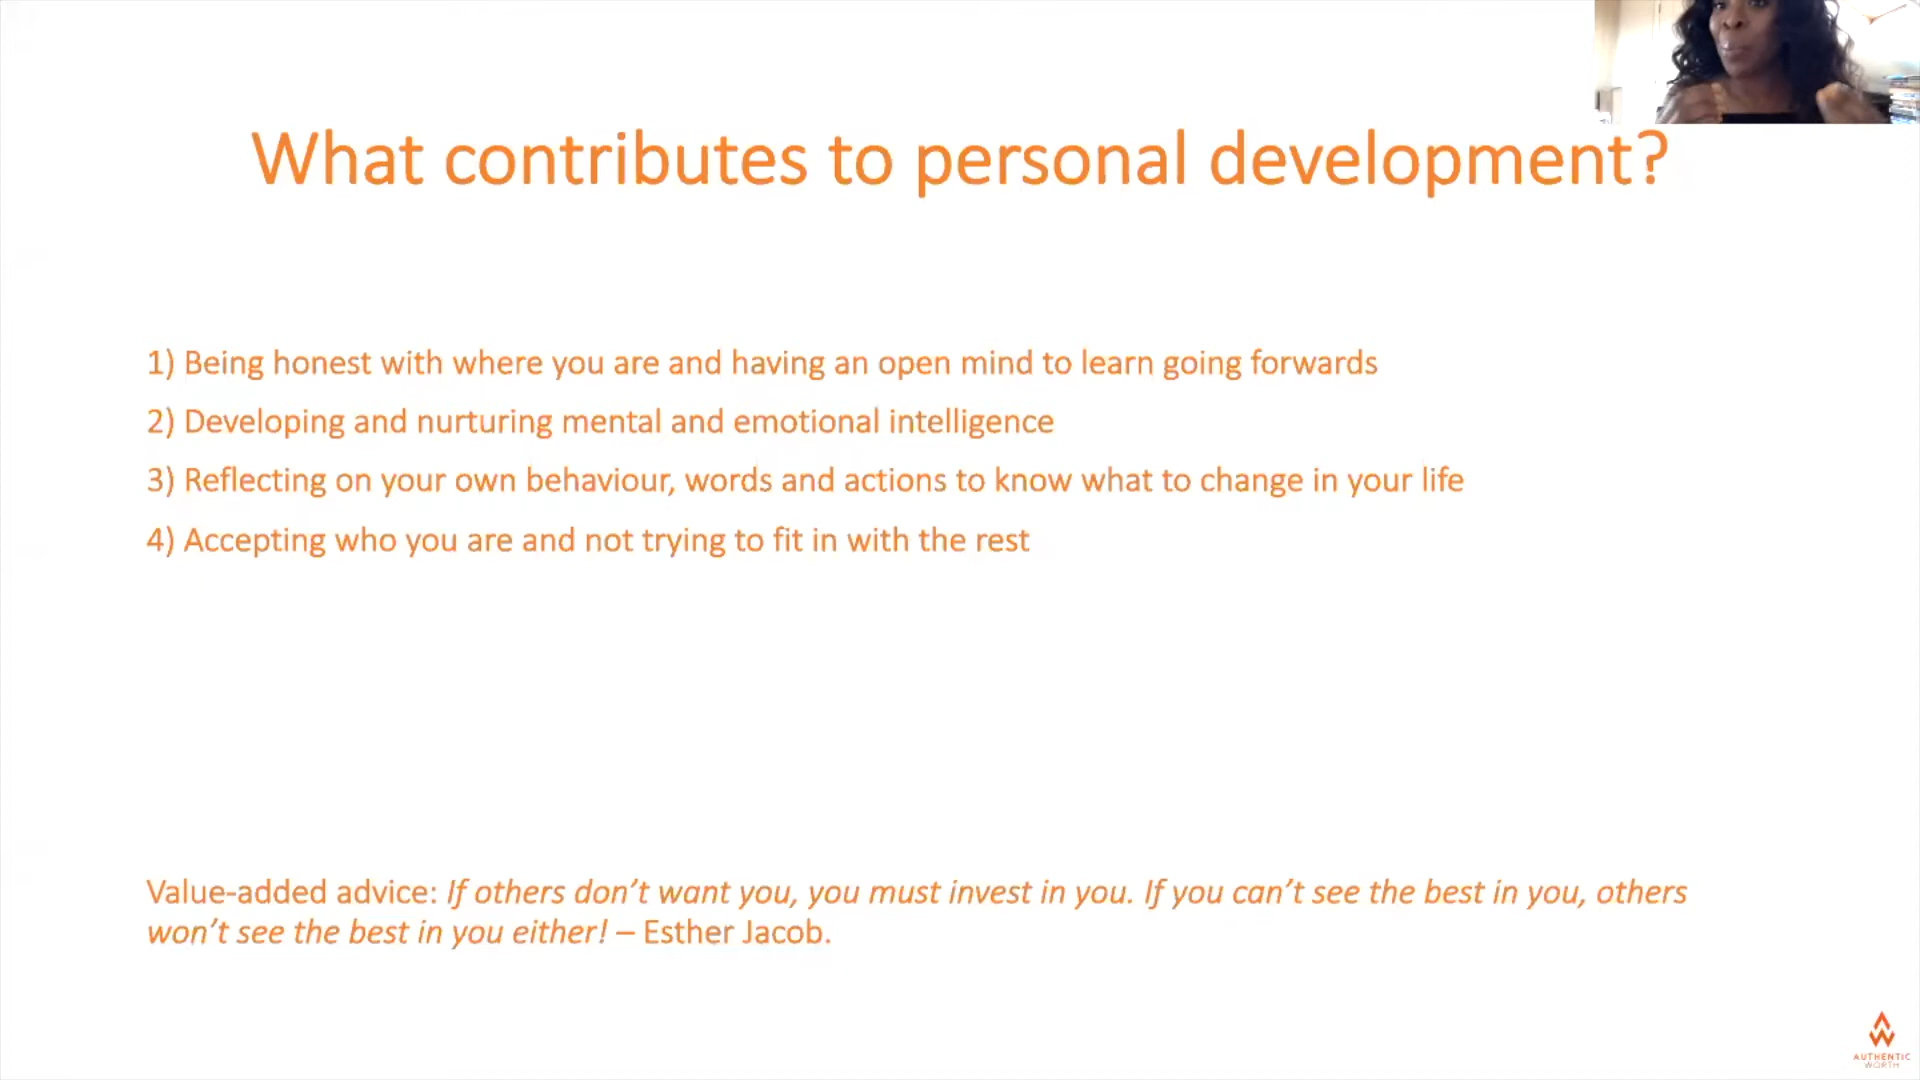 What contributes to personal development?
1) Being honest with where you are and having an open mind to learn going forwards
2) Developing and nurturing mental and emotional intelligence
3) Reflecting on your own behaviour, words and actions to know what to change in your life
4) Accepting who you are and not trying to fit in with the rest
Value-added advice: If others don’t want you, you must invest in you. If you can’t see the best in you, others
won’t see the best in you either! – Esther Jacob.
AUTHENTIC
WORTH